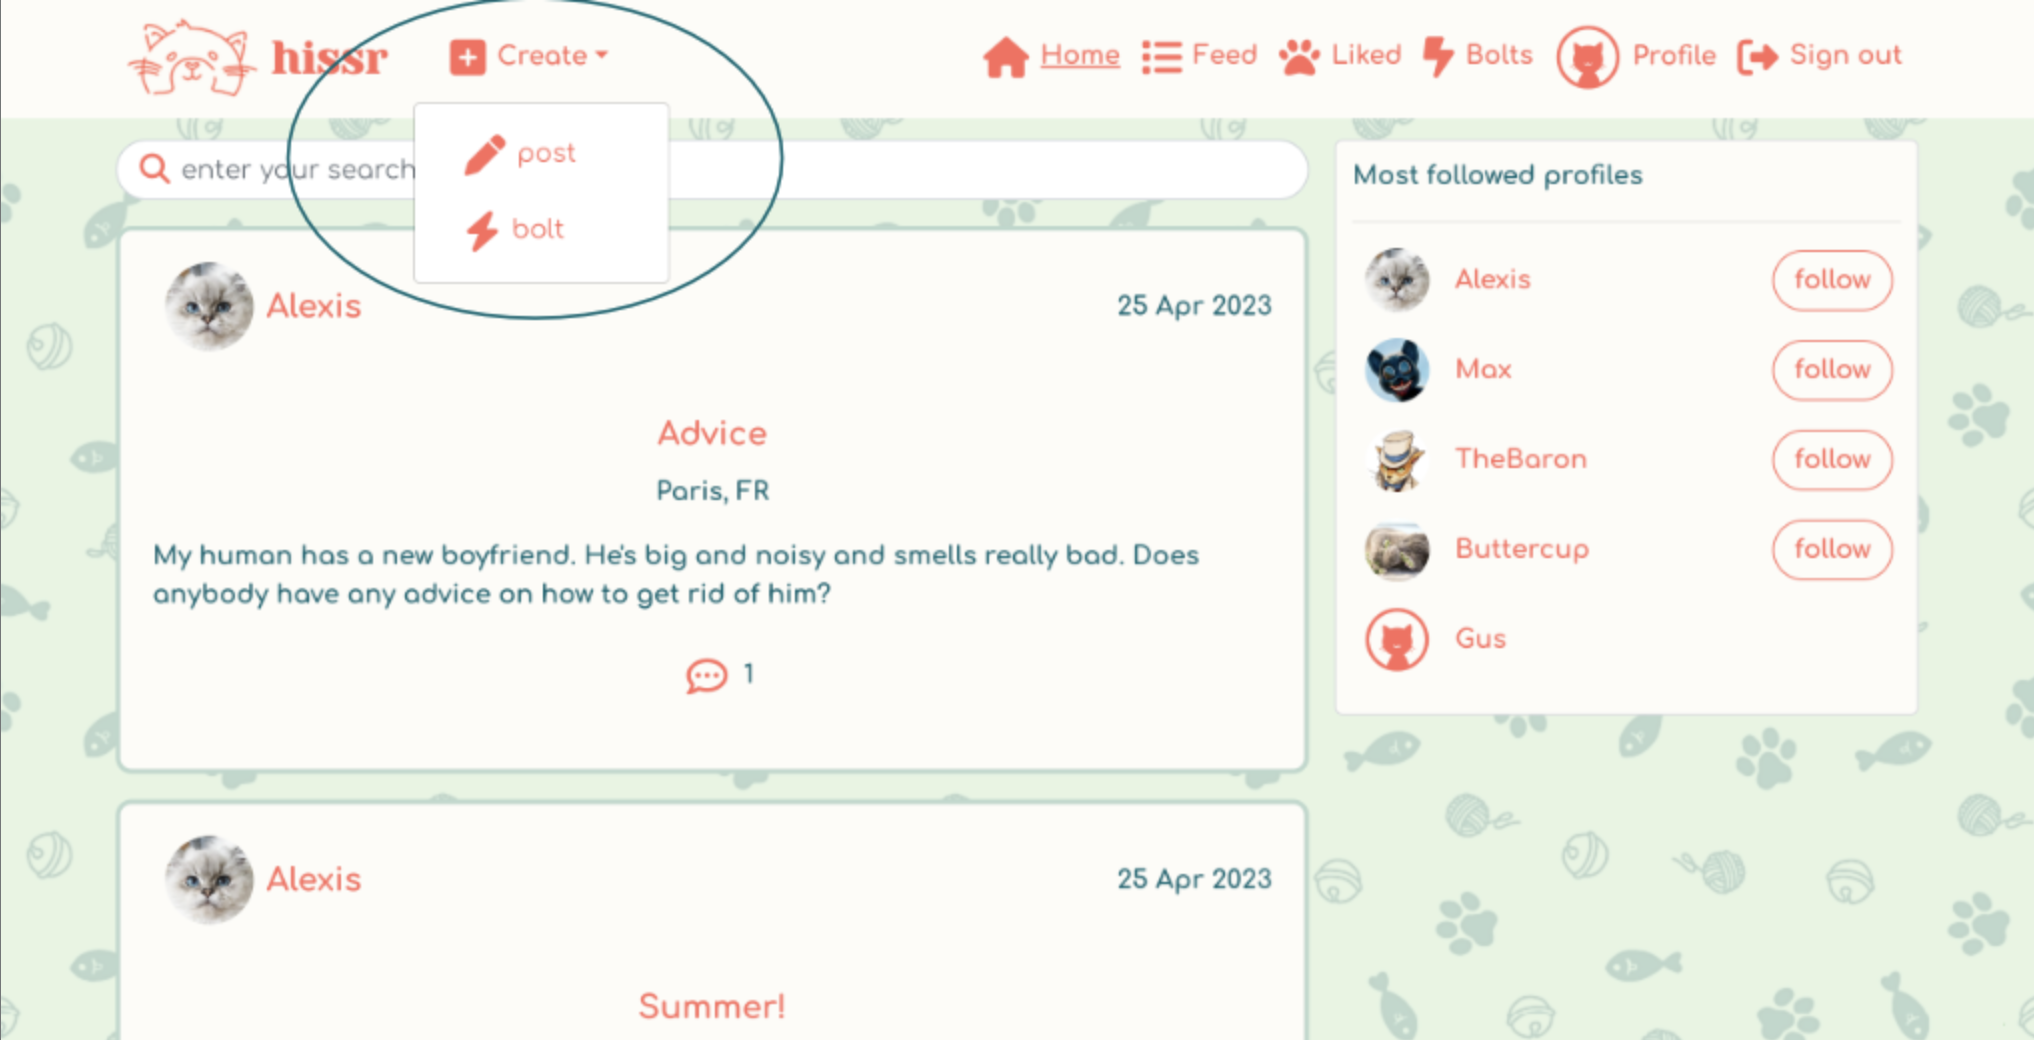 hissr
Create
Home
Feed
Liked
Bolts
Profile
Sign out
post
bolt
enter your search
Alexis
25 Apr 2023
Advice
Paris, FR
My human has a new boyfriend. He's big and noisy and smells really bad. Does
anybody have any advice on how to get rid of him?
1
Alexis
25 Apr 2023
Summer!
Most followed profiles
Alexis follow
Max follow
TheBaron follow
Buttercup follow
Gus